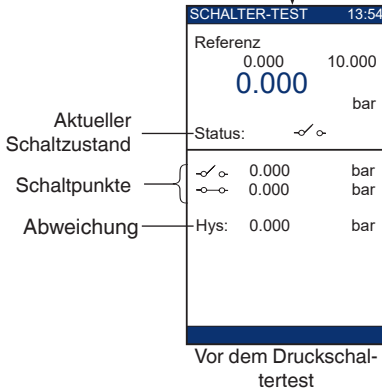 SCHALTER-TEST 13:54
Referenz
0.000 10.000
0.000
bar
Aktueller
Schaltzustand
Status:
Schaltpunkte
0.000 bar
0.000 bar
Abweichung
Hys: 0.000 bar
Vor dem Druckschal-
tertest